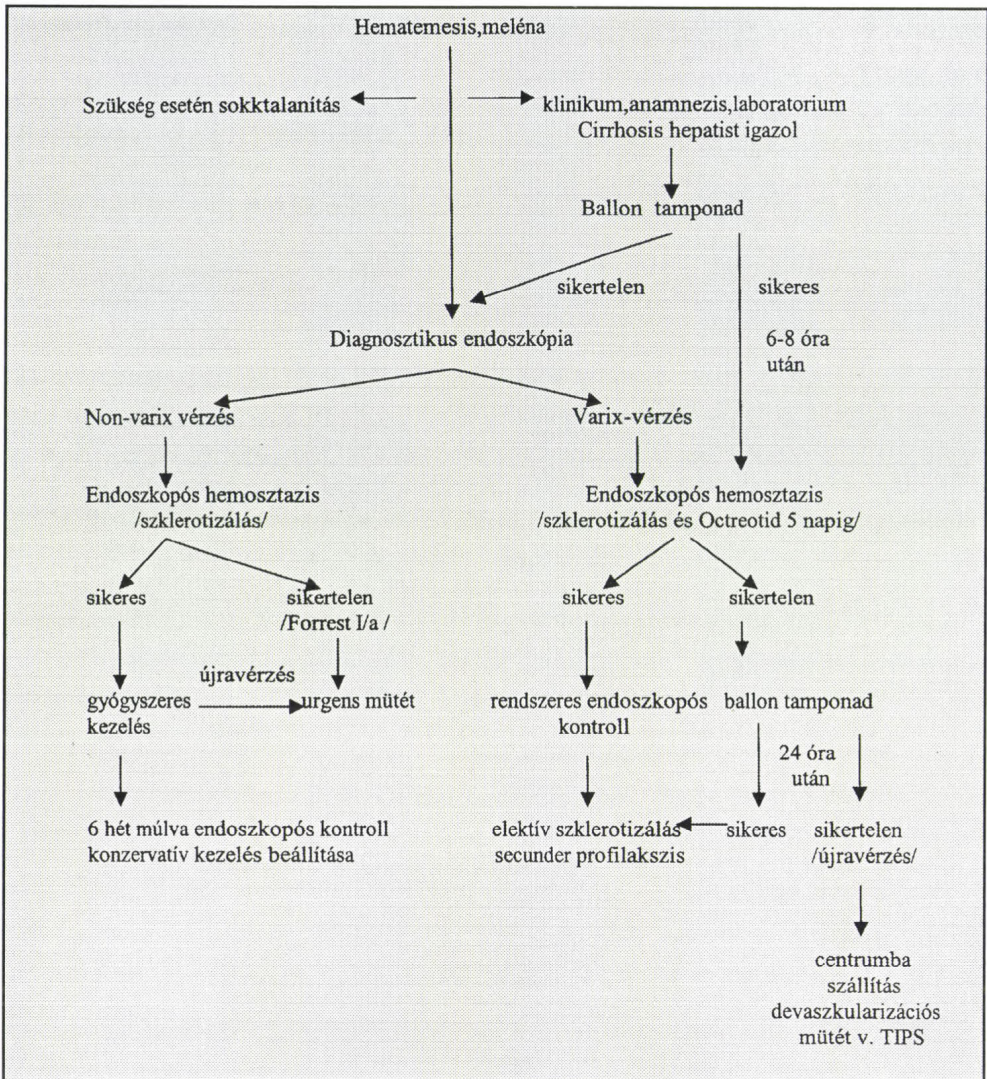 Hematemesis,meléna
Szükség esetén sokktalanítás
klinikum,anamnezis,laboratorium
Cirrhosis hepatist igazol
Ballon tamponad
sikertelen
sikeres
Diagnosztikus endoszkópia
6-8 óra
után
Non-varix vérzés
Varix-vérzés
Endoszkopós hemosztazis
/szklerotizálás/
Endoszkopós hemosztazis
/szklerotizálás és Octreotid 5 napig/
sikeres
sikertelen
/Forrest I/a /
sikeres
sikertelen
újravérzés
gyógyszeres
kezelés
urgens mütét
rendszeres endoszkopós
kontroll
ballon tamponad
24 óra
után
6 hét múlva endoszkopós kontroll
konzervatív kezelés beállítása
elektív szklerotizálás
secunder profilakszis
sikeres
sikertelen
/újravérzés/
centrumba
szállítás
devaszkularizációs
mütét v. TIPS